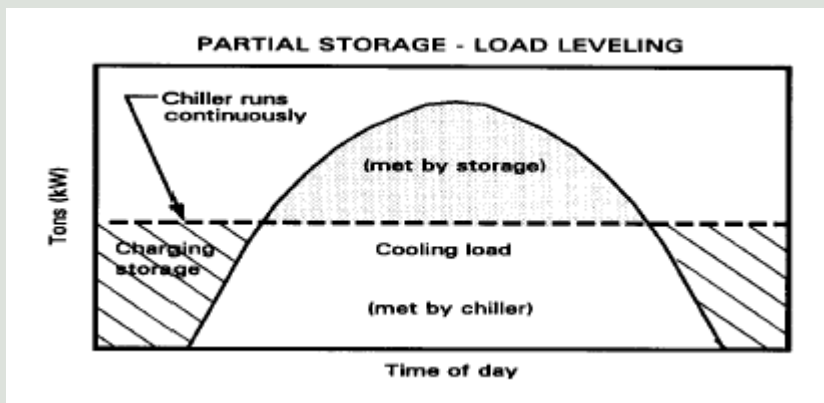 PARTIAL STORAGE - LOAD LEVELING
Chiller runs
continuously
(met by storage)
Tons (kW)
Charging
storage
Cooling load
(met by chiller)
Time of day